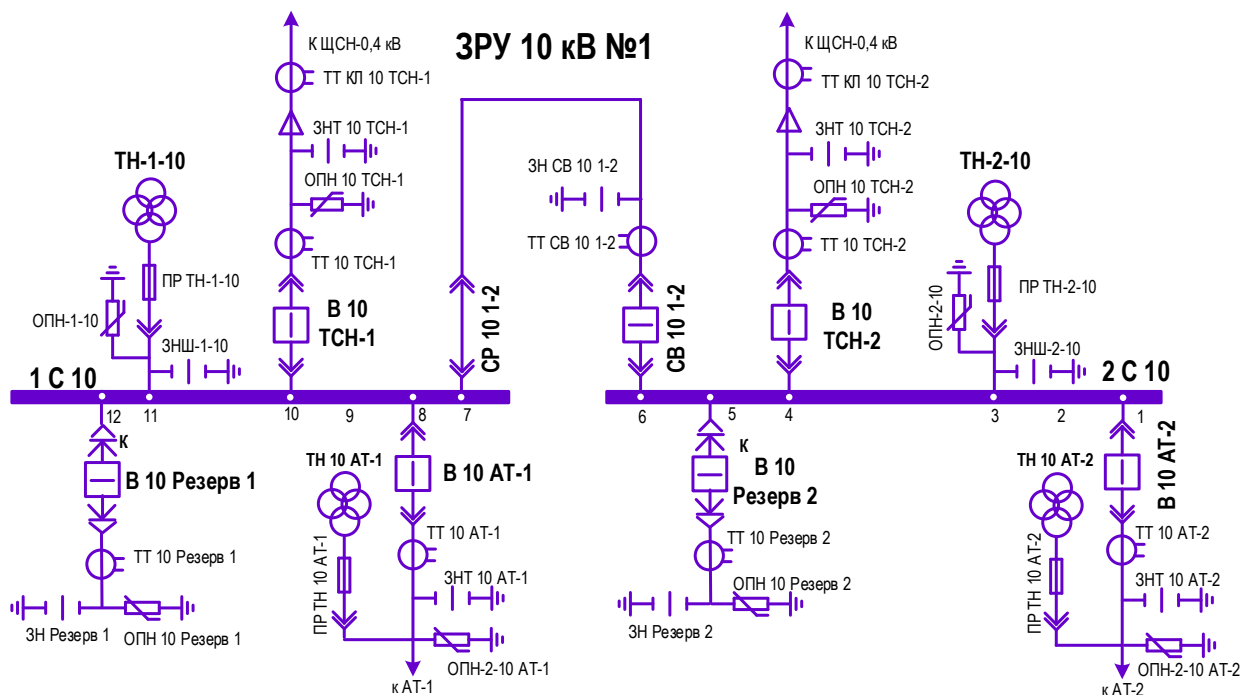 К ЩСН-0,4 кВ
ЗРУ 10 кВ №1
К ЩСН-0,4 кВ
ТТ КЛ 10 ТСН-1
ТТ КЛ 10 ТСН-2
ЗНТ 10 ТСН-1
ЗНТ 10 ТСН-2
ТН-1-10
ЗН СВ 10 1-2
ТН-2-10
ОПН 10 ТСН-1
ОПН 10 ТСН-2
ТТ 10 ТСН-1
ТТ СВ 10 1-2
ТТ 10 ТСН-2
ПР ТН-1-10
ПР ТН-2-10
ОПН-1-10
В 10
ТСН-1
СР 10 1-2
СВ 10 1-2
В 10
ТСН-2
ОПН-2-10
ЗНШ-1-10
ЗНШ-2-10
1 С 10
2 С 10
12
11
10
9
8
7
6
5
4
3
2
1
К
В 10 Резерв 1
ТН 10 АТ-1
В 10 АТ-1
К
В 10
Резерв 2
ТН 10 АТ-2
В 10 АТ-2
ТТ 10 Резерв 1
ПР ТН 10 АТ-1
ТТ 10 АТ-1
ТТ 10 Резерв 2
ПР ТН 10 АТ-2
ТТ 10 АТ-2
ЗНТ 10 АТ-1
ЗНТ 10 АТ-2
ЗН Резерв 1
ОПН 10 Резерв 1
ОПН 10 Резерв 2
ЗН Резерв 2
ОПН-2-10 АТ-1
ОПН-2-10 АТ-2
к АТ-1
к АТ-2